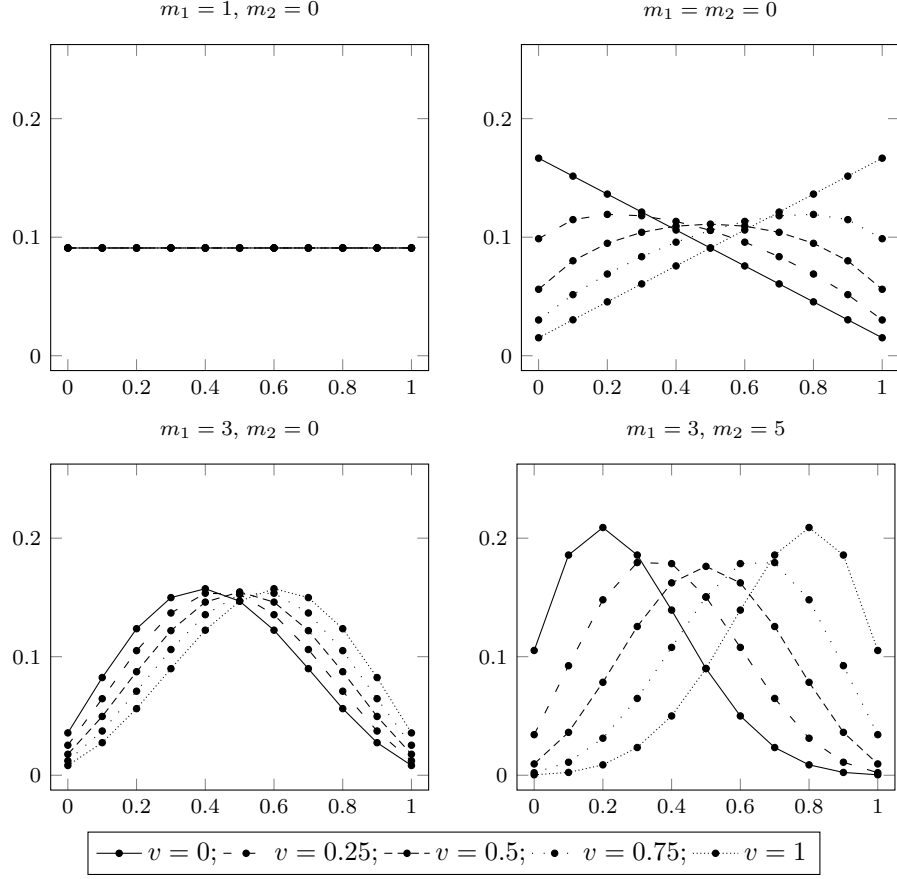 m₁ = 1, m₂ = 0
0.2
0.1
0
0 0.2 0.4 0.6 0.8 1
m₁ = m₂ = 0
0.2
0.1
0
0 0.2 0.4 0.6 0.8 1
m₁ = 3, m₂ = 0
0.2
0.1
0
0 0.2 0.4 0.6 0.8 1
m₁ = 3, m₂ = 5
0.2
0.1
0
0 0.2 0.4 0.6 0.8 1
v = 0; v = 0.25; v = 0.5; v = 0.75; v = 1